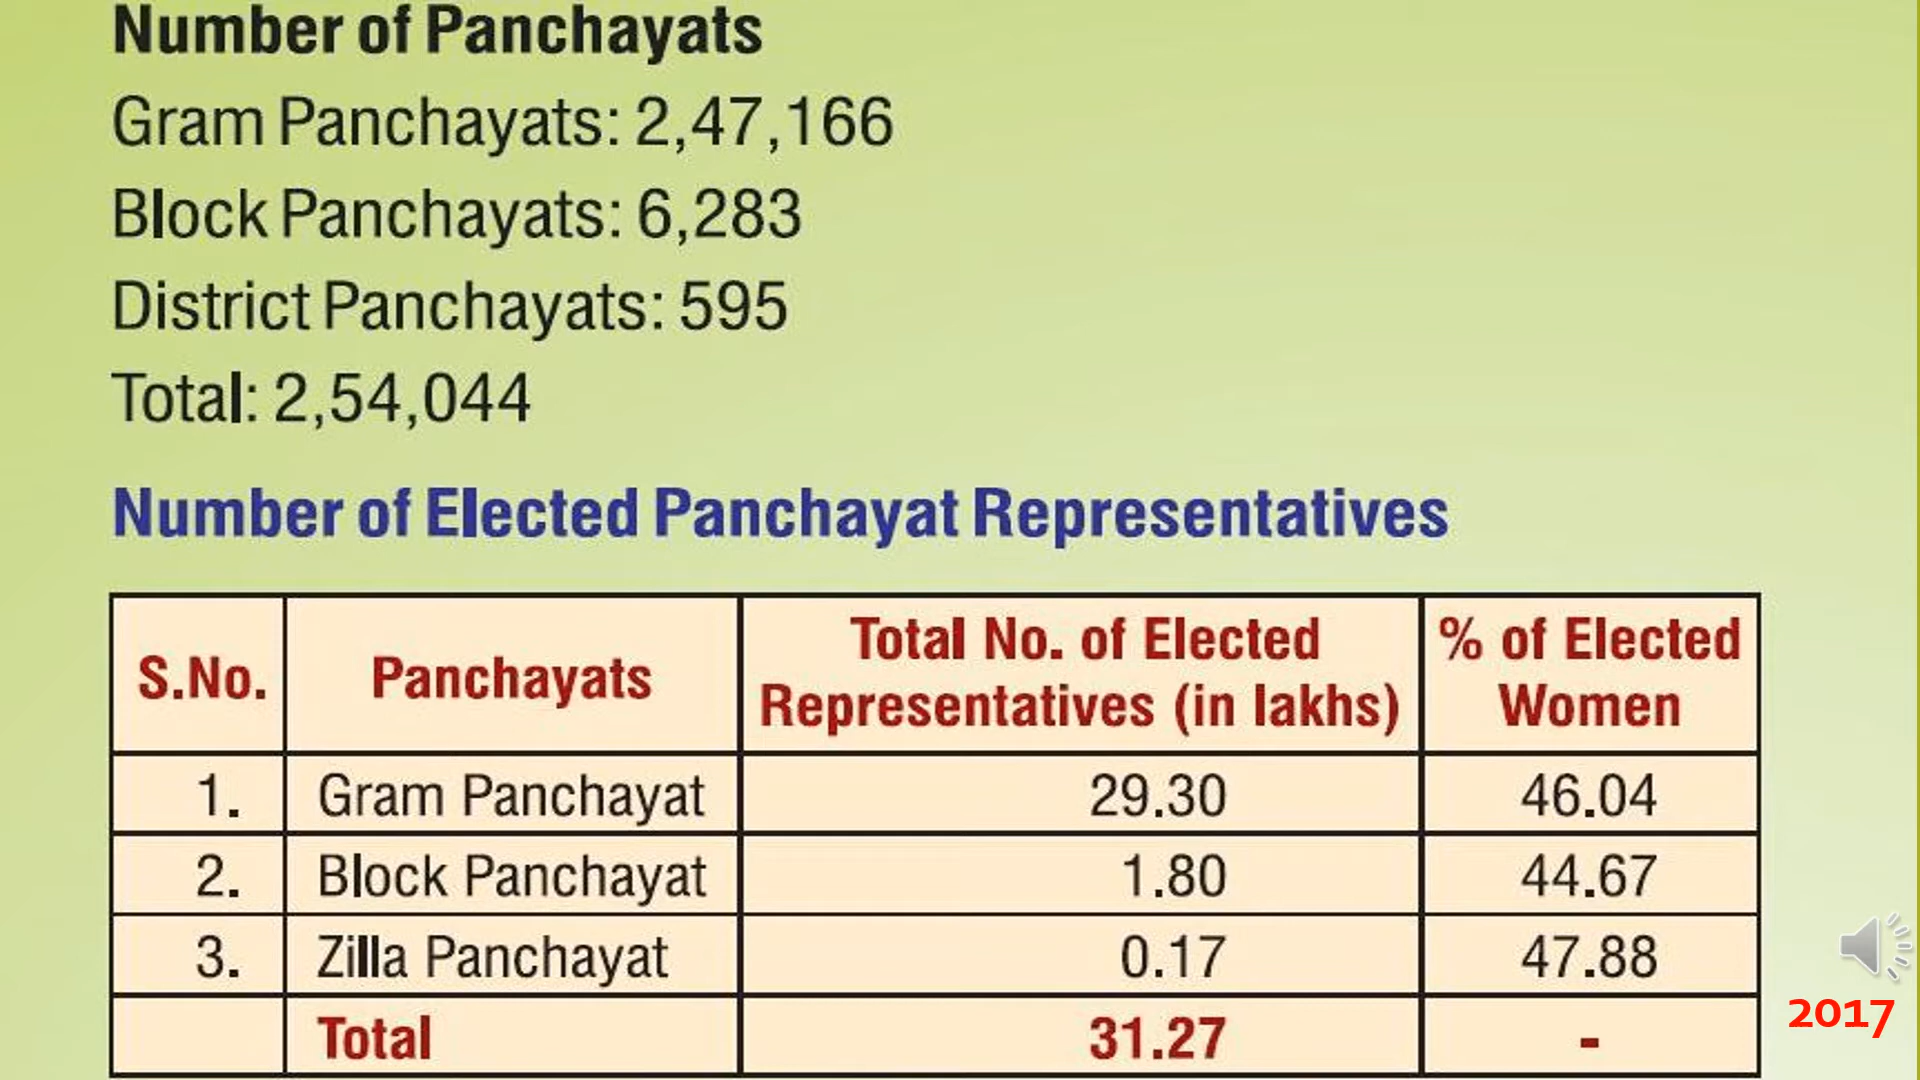 Number of Panchayats
Gram Panchayats: 2,47,166
Block Panchayats: 6,283
District Panchayats: 595
Total: 2,54,044
Number of Elected Panchayat Representatives
S.No. Panchayats Total No. of Elected Representatives (in lakhs) % of Elected Women
1. Gram Panchayat 29.30 46.04
2. Block Panchayat 1.80 44.67
3. Zilla Panchayat 0.17 47.88
Total 31.27 -
2017